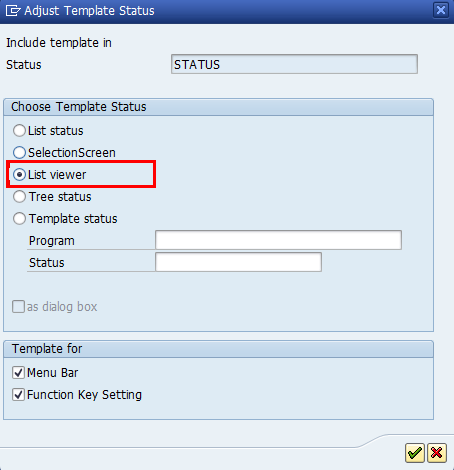 Adjust Template Status
Include template in
Status STATUS
Choose Template Status
List status
SelectionScreen
List viewer
Tree status
Template status
Program
Status
as dialog box
Template for
Menu Bar
Function Key Setting